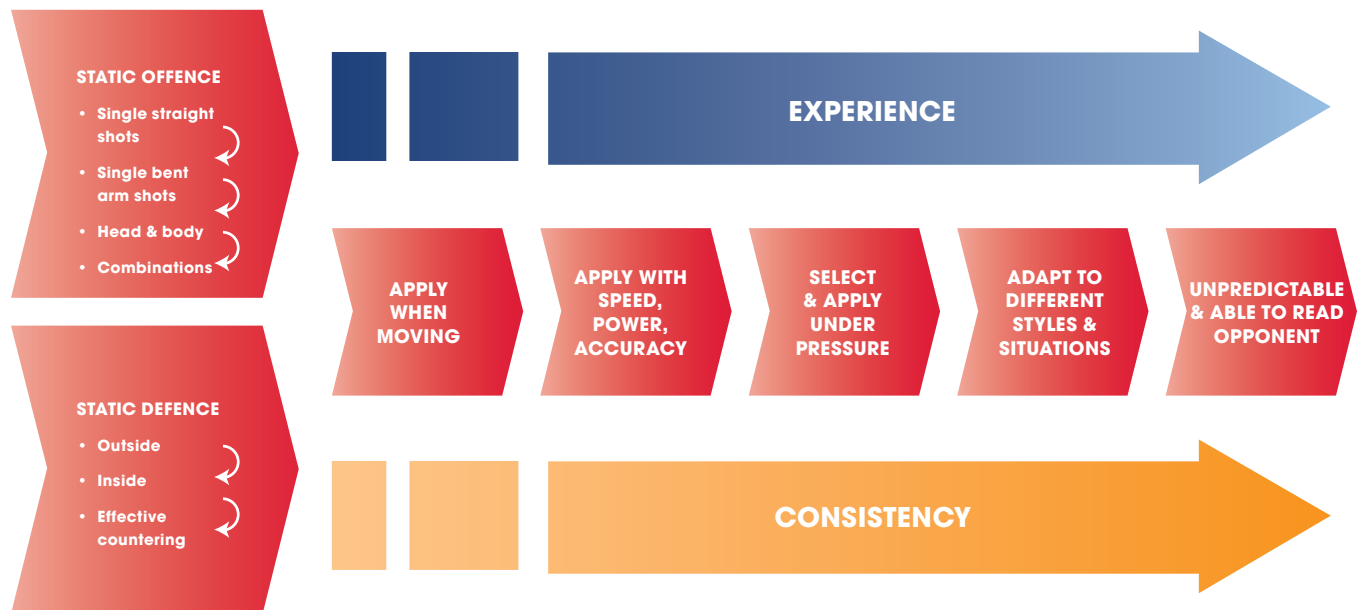 STATIC OFFENCE
• Single straight
shots
• Single bent
arm shots
• Head & body
• Combinations
STATIC DEFENCE
• Outside
• Inside
• Effective
countering
EXPERIENCE
APPLY
WHEN
MOVING
APPLY WITH
SPEED,
POWER,
ACCURACY
SELECT
& APPLY
UNDER
PRESSURE
ADAPT TO
DIFFERENT
STYLES &
SITUATIONS
UNPREDICTABLE
& ABLE TO READ
OPPONENT
CONSISTENCY